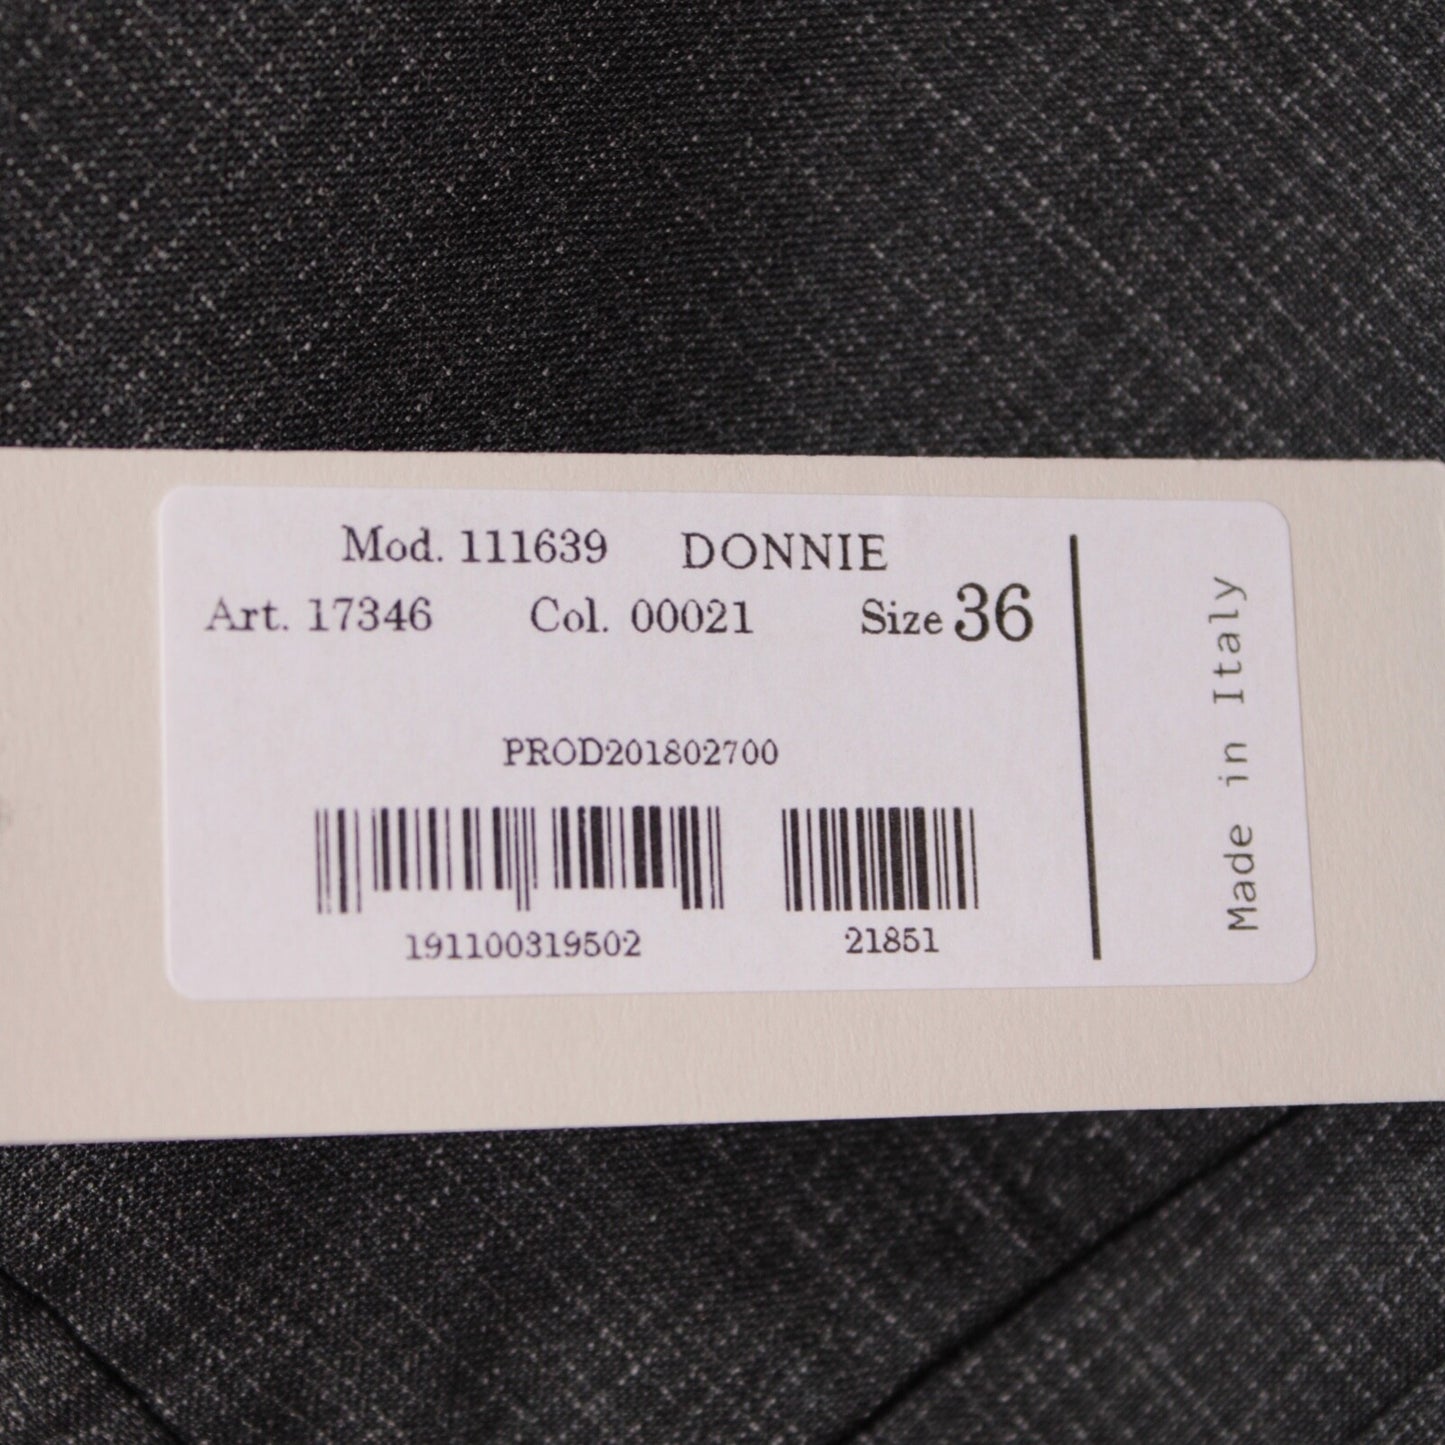 Mod. 111639 DONNIE
Art. 17346 Col. 00021 Size 36
PROD201802700
191100319502 21851
Made in Italy